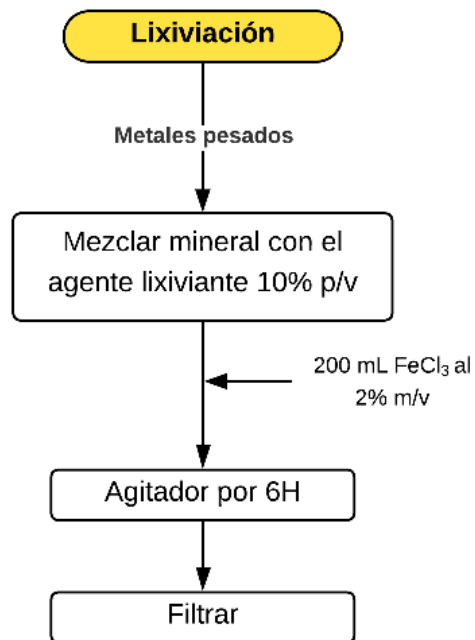 Lixiviación
Metales pesados
Mezclar mineral con el
agente lixiviante 10% p/v
200 mL FeCl₃ al
2% m/v
Agitador por 6H
Filtrar